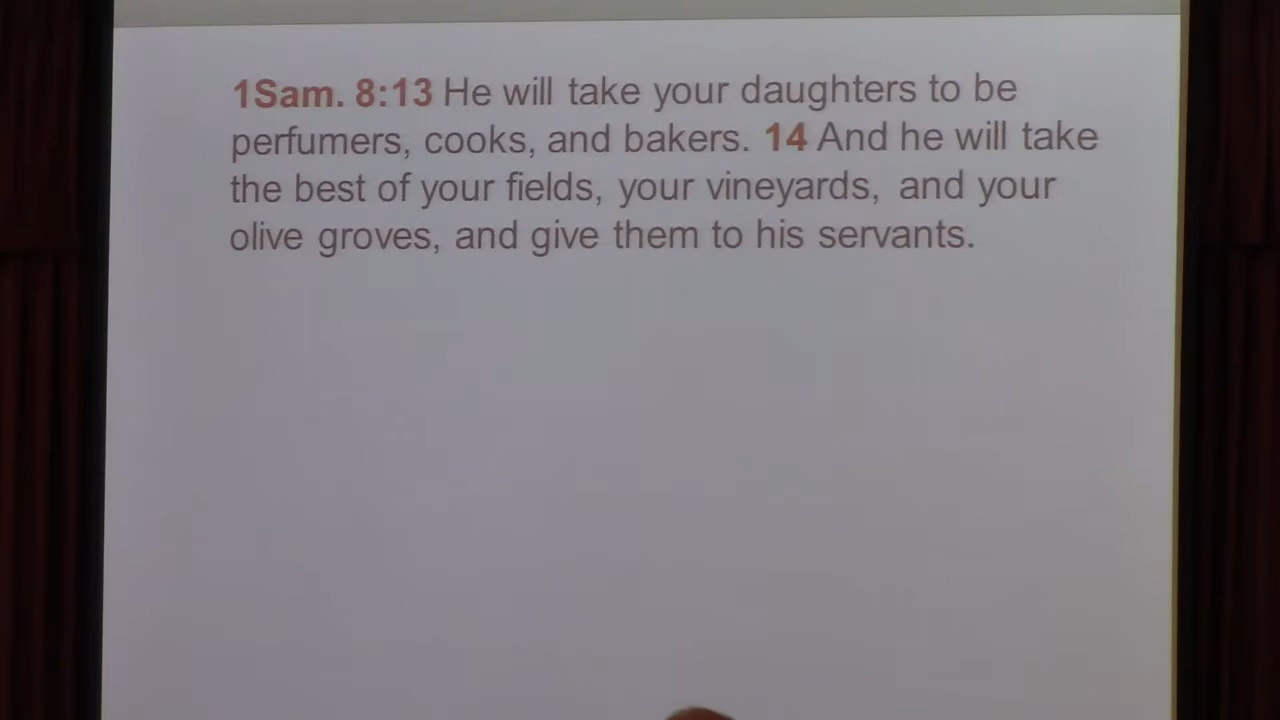 1Sam. 8:13 He will take your daughters to be
perfumers, cooks, and bakers. 14 And he will take
the best of your fields, your vineyards, and your
olive groves, and give them to his servants.